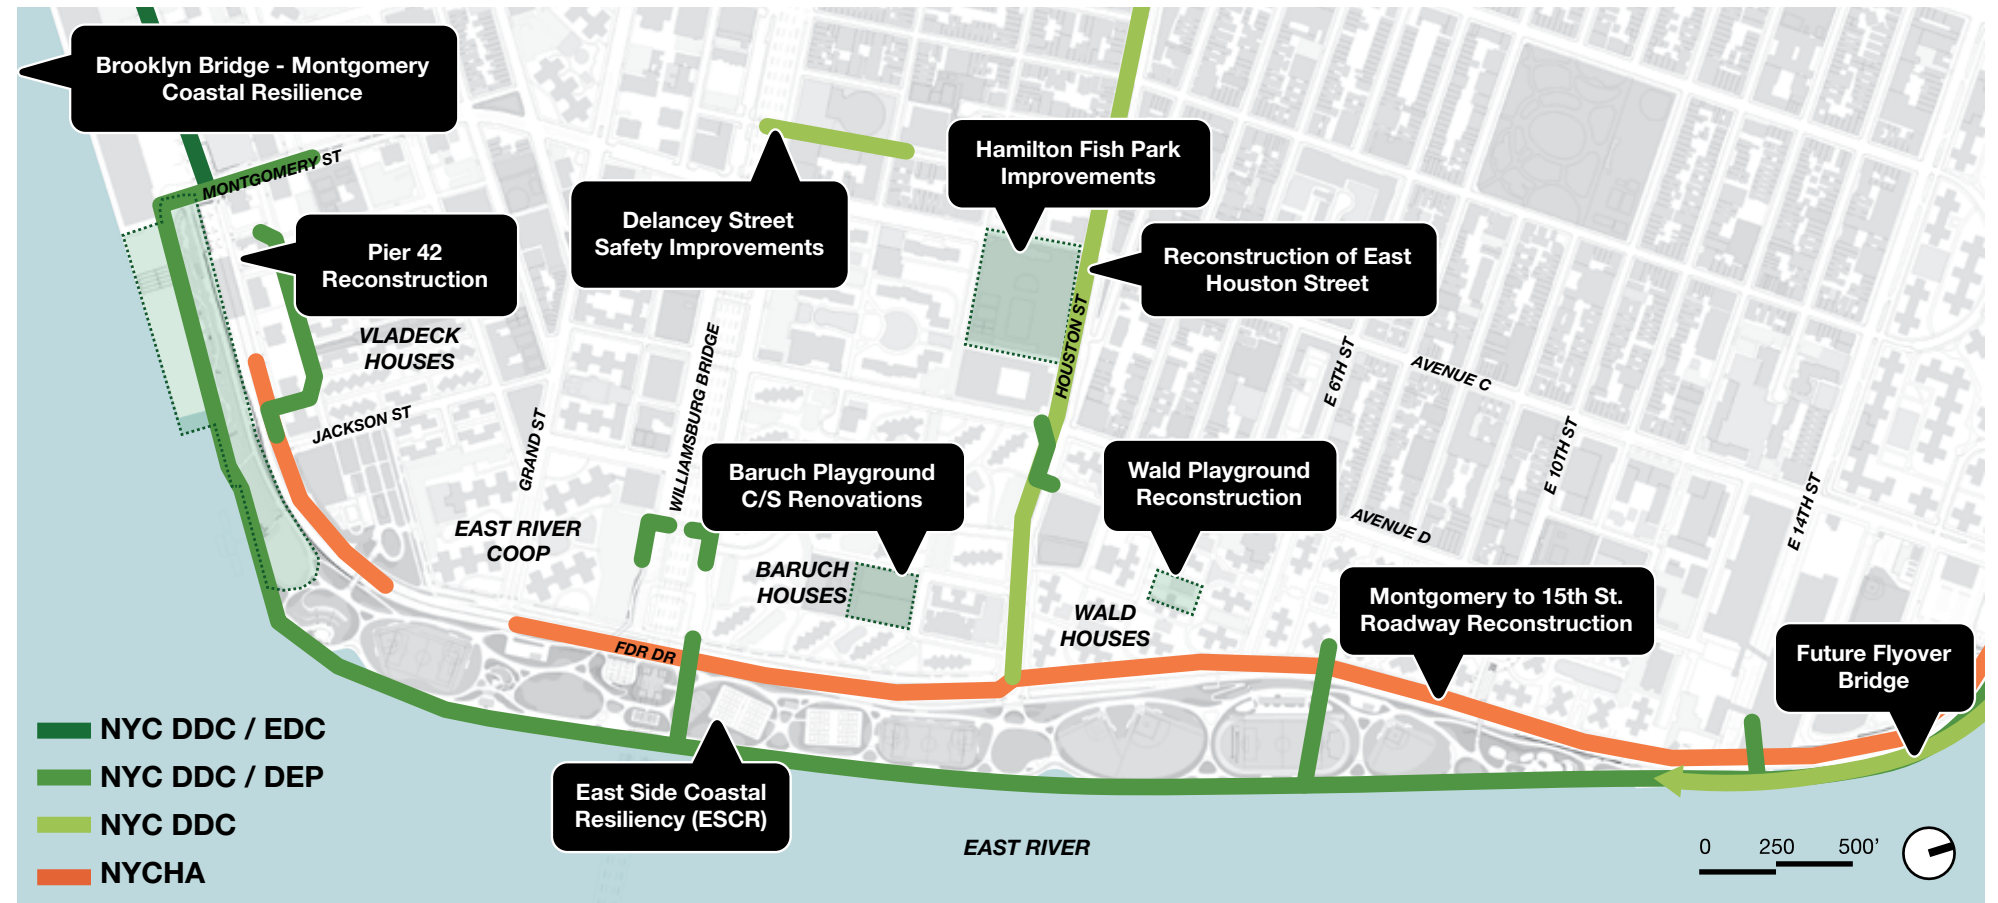 Brooklyn Bridge - Montgomery
Coastal Resilience
MONTGOMERY ST
Pier 42
Reconstruction
VLADECK
HOUSES
JACKSON ST
Delancey Street
Safety Improvements
Hamilton Fish Park
Improvements
Reconstruction of East
Houston Street
HOUSTON ST
WILLIAMSBURG BRIDGE
GRAND ST
E 6TH ST
AVENUE C
E 10TH ST
E 14TH ST
AVENUE D
Baruch Playground
C/S Renovations
Wald Playground
Reconstruction
EAST RIVER
COOP
BARUCH
HOUSES
WALD
HOUSES
Montgomery to 15th St.
Roadway Reconstruction
Future Flyover
Bridge
FDR DR
East Side Coastal
Resiliency (ESCR)
EAST RIVER
NYC DDC / EDC
NYC DDC / DEP
NYC DDC
NYCHA
0 250 500'